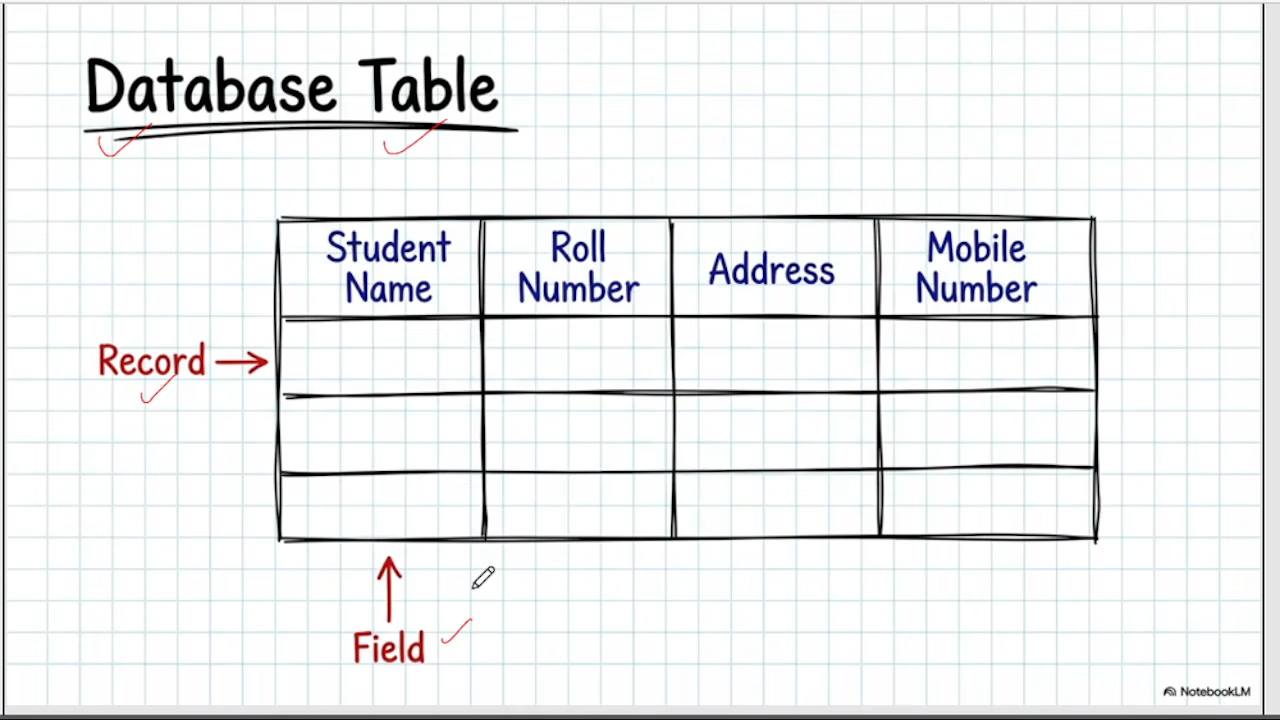 Database Table
Student Name
Roll Number
Address
Mobile Number
Record
Field
NotebookLM